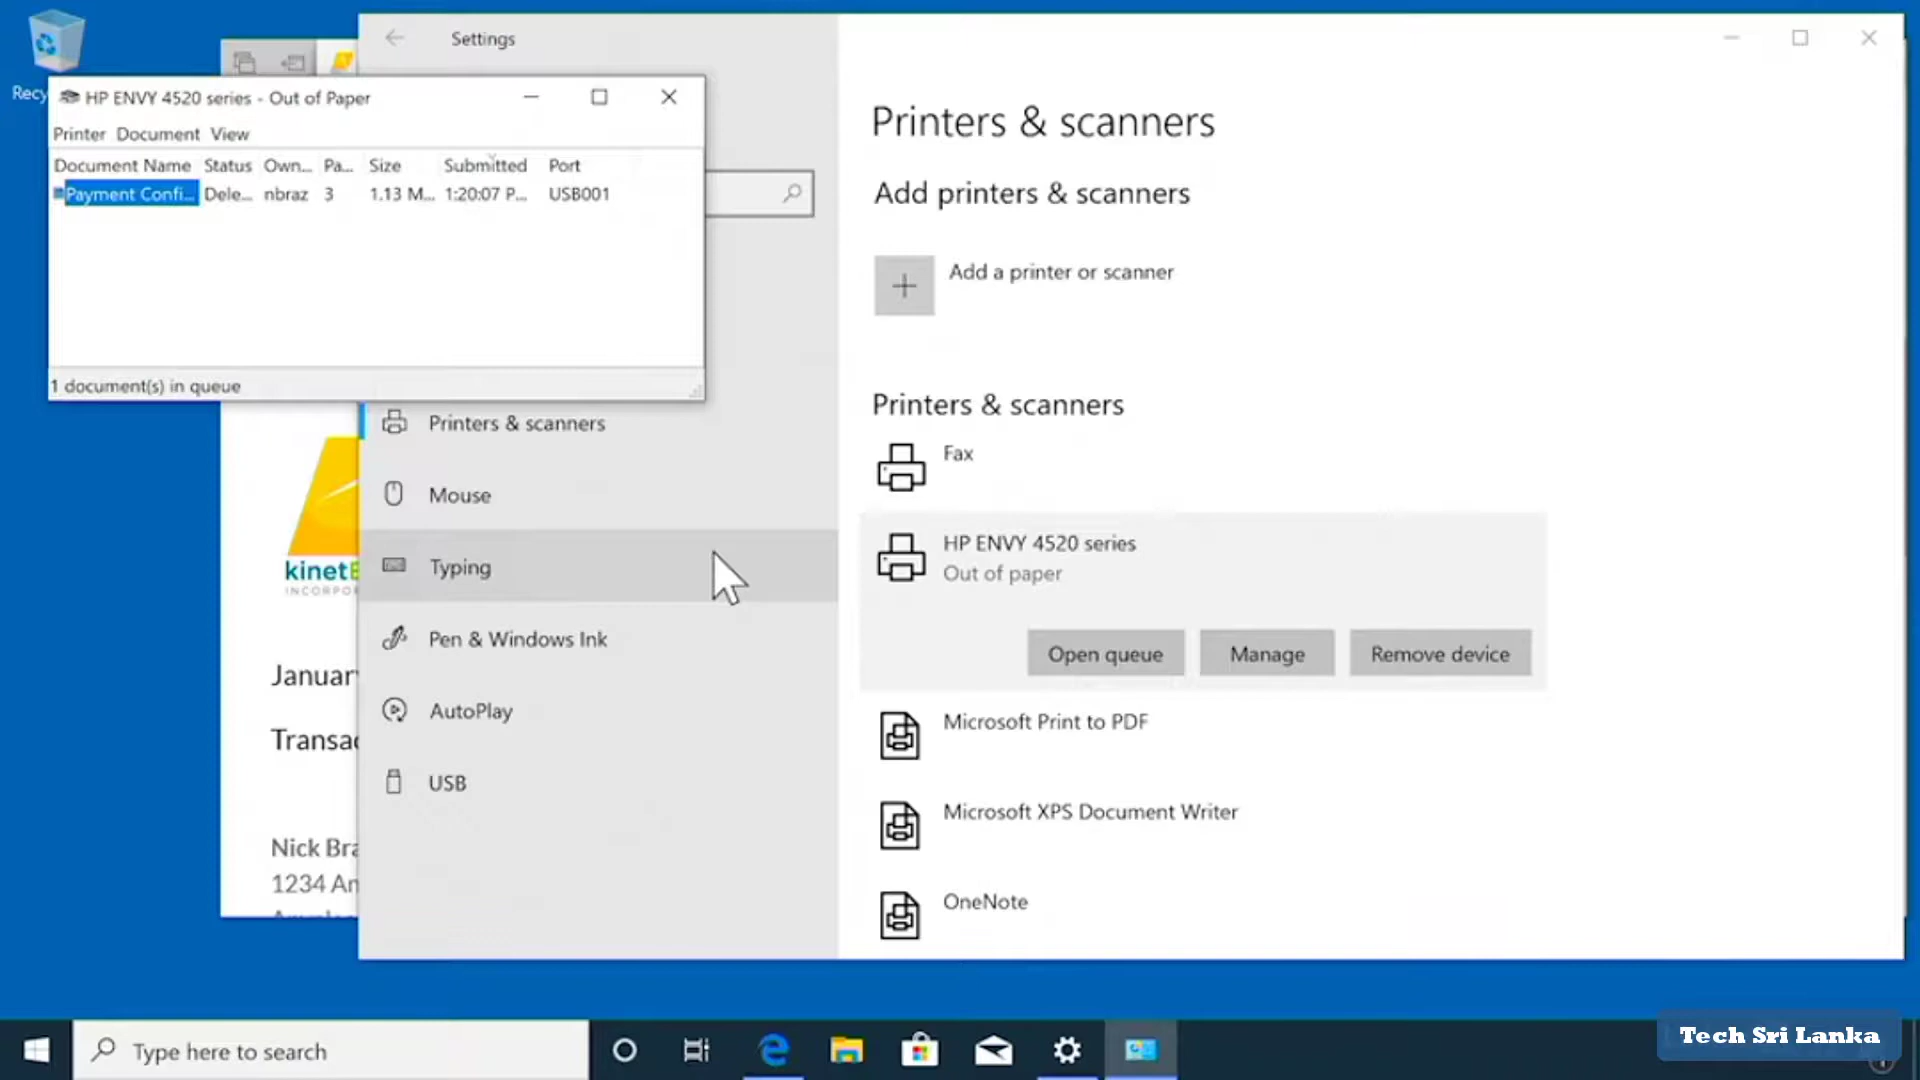 Settings
Recy
HP ENVY 4520 series - Out of Paper
Printer Document View
Document Name Status Own... Pa... Size Submitted Port
Payment Confi... Dele... nbraz 3 1.13 M... 1:20:07 P... USB001
1 document(s) in queue
Printers & scanners
Mouse
Typing
Pen & Windows Ink
AutoPlay
USB
kinet
INCORPO
Januar
Transa
Nick Bra
1234 An
Printers & scanners
Add printers & scanners
Add a printer or scanner
Printers & scanners
Fax
HP ENVY 4520 series
Out of paper
Open queue Manage Remove device
Microsoft Print to PDF
Microsoft XPS Document Writer
OneNote
Type here to search
Tech Sri Lanka